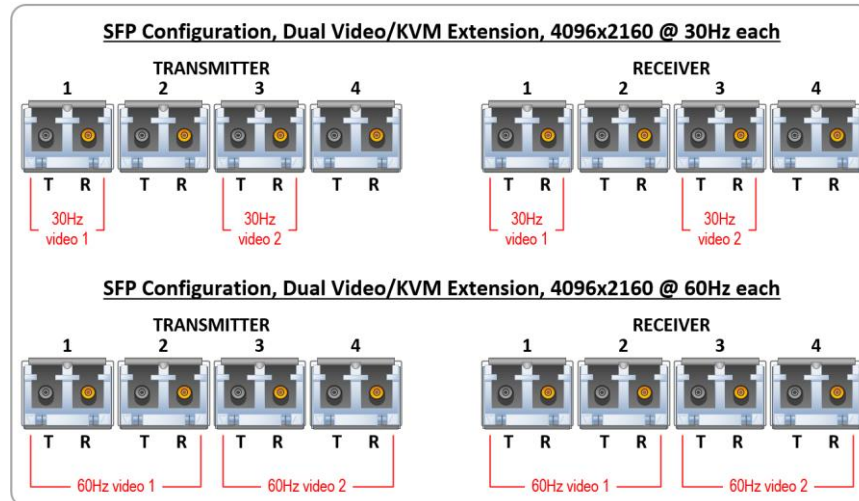 SFP Configuration, Dual Video/KVM Extension, 4096x2160 @ 30Hz each
TRANSMITTER
1 2 3 4
T R T R T R T R
30Hz
video 1
30Hz
video 2
RECEIVER
1 2 3 4
T R T R T R T R
30Hz
video 1
30Hz
video 2
SFP Configuration, Dual Video/KVM Extension, 4096x2160 @ 60Hz each
TRANSMITTER
1 2 3 4
T R T R T R T R
60Hz video 1 60Hz video 2
RECEIVER
1 2 3 4
T R T R T R T R
60Hz video 1 60Hz video 2